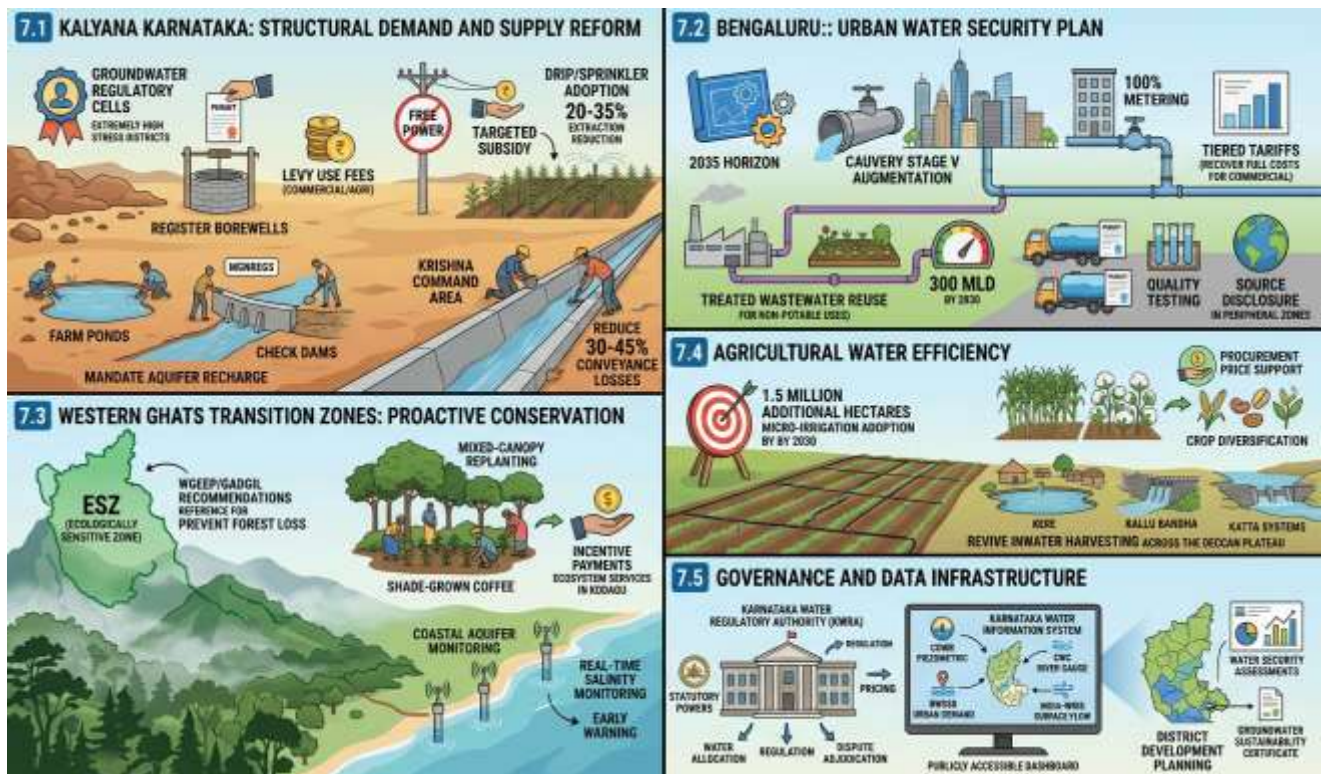 7.1 KALYANA KARNATAKA: STRUCTURAL DEMAND AND SUPPLY REFORM
GROUNDWATER
REGULATORY
CELLS
EXTREMELY HIGH
STRESS DISTRICTS
REGISTER BOREWELLS
LEVY USE FEES
(COMMERCIAL/AGRI)
FREE
POWER
TARGETED
SUBSIDY
DRIP/SPRINKLER
ADOPTION
20-35%
EXTRACTION
REDUCTION
FARM PONDS
MGNREGS
CHECK DAMS
MANDATE AQUIFER RECHARGE
KRISHNA
COMMAND
AREA
REDUCE
30-45%
CONVEYANCE
LOSSES
7.2 BENGALURU:: URBAN WATER SECURITY PLAN
2035 HORIZON
CAUVERY STAGE V
AUGMENTATION
100%
METERING
TIERED TARIFFS
(RECOVER FULL COSTS
FOR COMMERCIAL)
TREATED WASTEWATER REUSE
FOR NON-POTABLE USES)
300 MLD
BY 2030
QUALITY
TESTING
SOURCE
DISCLOSURE
IN PERIPHERAL ZONES
7.3 WESTERN GHATS TRANSITION ZONES: PROACTIVE CONSERVATION
ESZ
(ECOLOGICALLY
SENSITIVE ZONE)
WGEEP/GADGIL
RECOMMENDATIONS
REFERENCE FOR
PREVENT FOREST LOSS
MIXED-CANOPY
REPLANTING
SHADE-GROWN COFFEE
INCENTIVE
PAYMENTS
ECOSYSTEM SERVICES
IN KODAGU
COASTAL AQUIFER
MONITORING
REAL-TIME
SALINITY
MONITORING
EARLY
WARNING
7.4 AGRICULTURAL WATER EFFICIENCY
1.5 MILLION
ADDITIONAL HECTARES
MICRO-IRRIGATION ADOPTION
BY BY 2030
PROCUREMENT
PRICE SUPPORT
CROP DIVERSIFICATION
KERE
KALLU BANDHA
KATTA SYSTEMS
REVIVE INWATER HARVESTING ACROSS THE DECCAN PLATEAU
7.5 GOVERNANCE AND DATA INFRASTRUCTURE
KARNATAKA WATER
REGULATORY AUTHORITY (KWRA)
STATUTORY
POWERS
REGULATION
PRICING
WATER
ALLOCATION
REGULATION
DISPUTE
ADJUDICATION
KARNATAKA WATER
INFORMATION SYSTEM
PIEZOMETRIC
CWC
RIVER GAUGE
BWSSB
URBAN DEMAND
INDIA-WRIS
SURFACE FLOW
PUBLICLY ACCESSIBLE DASHBOARD
WATER SECURITY
ASSESSMENTS
DISTRICT
DEVELOPMENT
PLANNING
GROUNDWATER
SUSTAINABILITY
CERTIFICATE